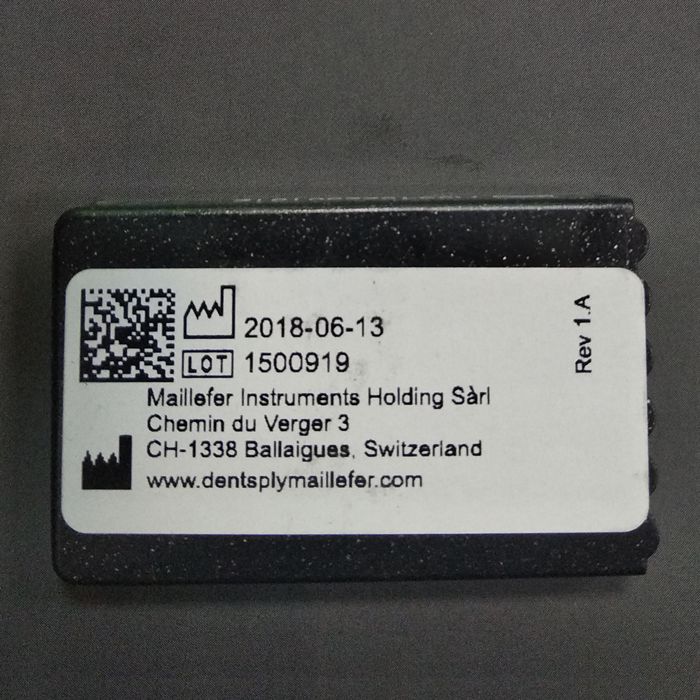 2018-06-13
LOT 1500919
Maillefer Instruments Holding Sàrl
Chemin du Verger 3
CH-1338 Ballaigues, Switzerland
www.dentsplymaillefer.com
Rev 1.A